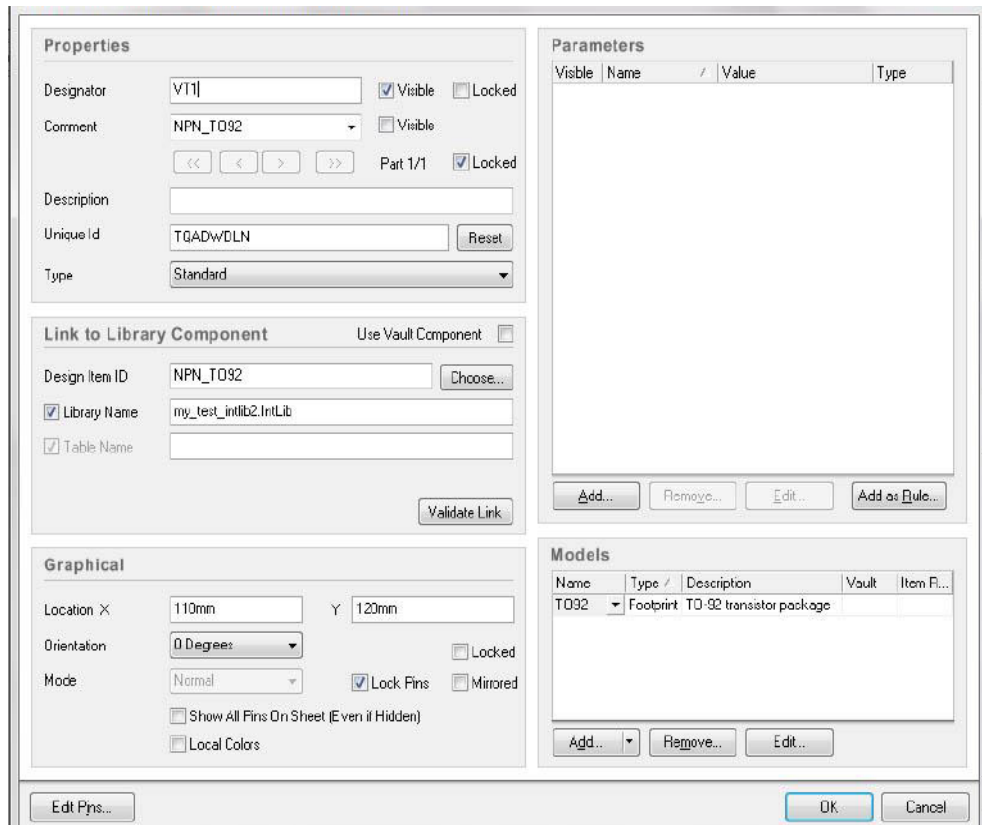 Properties
Designator VT1 Visible Locked
Comment NPN_TO92 Visible
<< < > >> Part 1/1 Locked
Description
Unique Id TQADWDLN Reset
Type Standard
Link to Library Component Use Vault Component
Design Item ID NPN_TO92 Choose...
Library Name my_test_intlib2.IntLib
Table Name
Validate Link
Graphical
Location X 110mm Y 120mm
Orientation 0 Degrees Locked
Mode Normal Lock Pins Mirrored
Show All Pins On Sheet (Even if Hidden)
Local Colors
Parameters
Visible Name / Value Type
Add... Remove... Edit... Add as Rule...
Models
Name Type / Description Vault Item R...
TO92 Footprint TO-92 transistor package
Add... Remove... Edit...
Edit Pins... OK Cancel